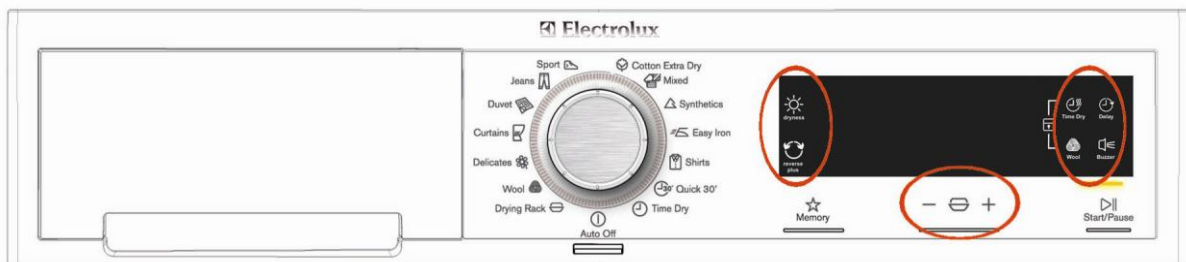 Electrolux
Sport
Cotton Extra Dry
Jeans
Mixed
Duvet
Synthetics
Curtains
Easy Iron
Delicates
Shirts
Wool
30' Quick 30'
Drying Rack
Time Dry
Auto Off
dryness
reverse
plus
Time Dry
Delay
Wool
Buzzer
Memory
− +
Start/Pause